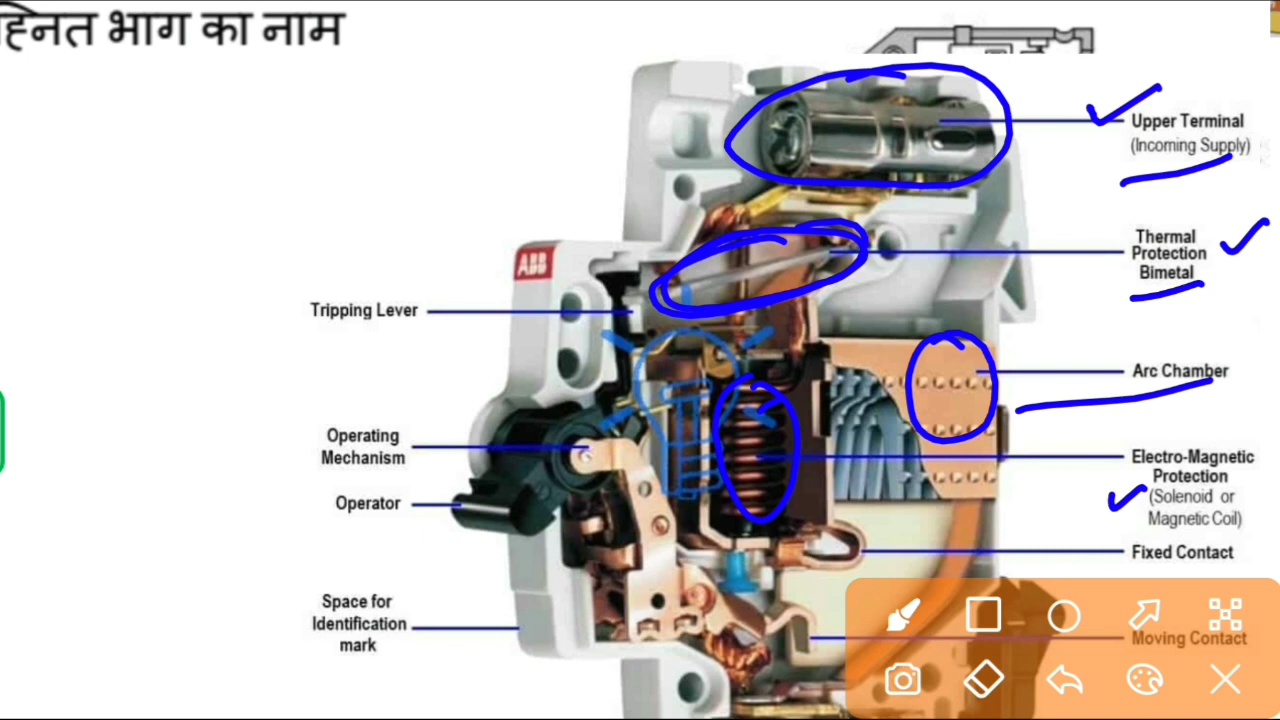 भाग का नाम
Upper Terminal
(Incoming Supply)
ABB
Thermal
Protection
Bimetal
Tripping Lever
Arc Chamber
Operating
Mechanism
Electro-Magnetic
Protection
(Solenoid or
Magnetic Coil)
Operator
Fixed Contact
Space for
Identification
mark
Moving Contact